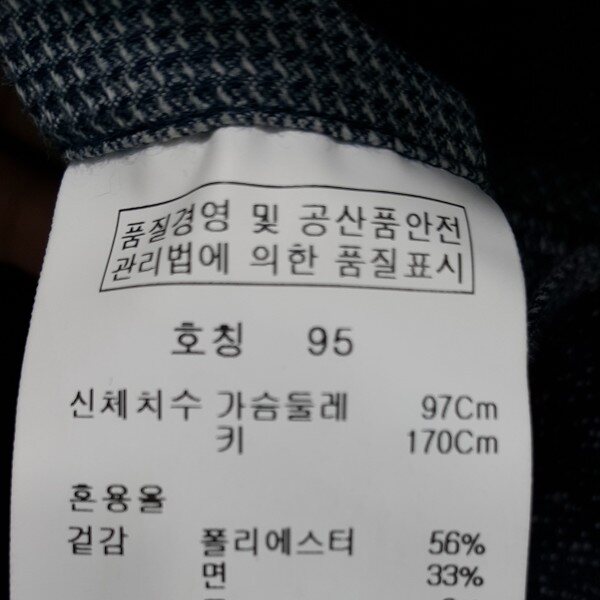 품질경영 및 공산품안전
관리법에 의한 품질표시
호칭 95
신체치수 가슴둘레 97Cm
키 170Cm
혼용율
겉감 폴리에스터 56%
면 33%